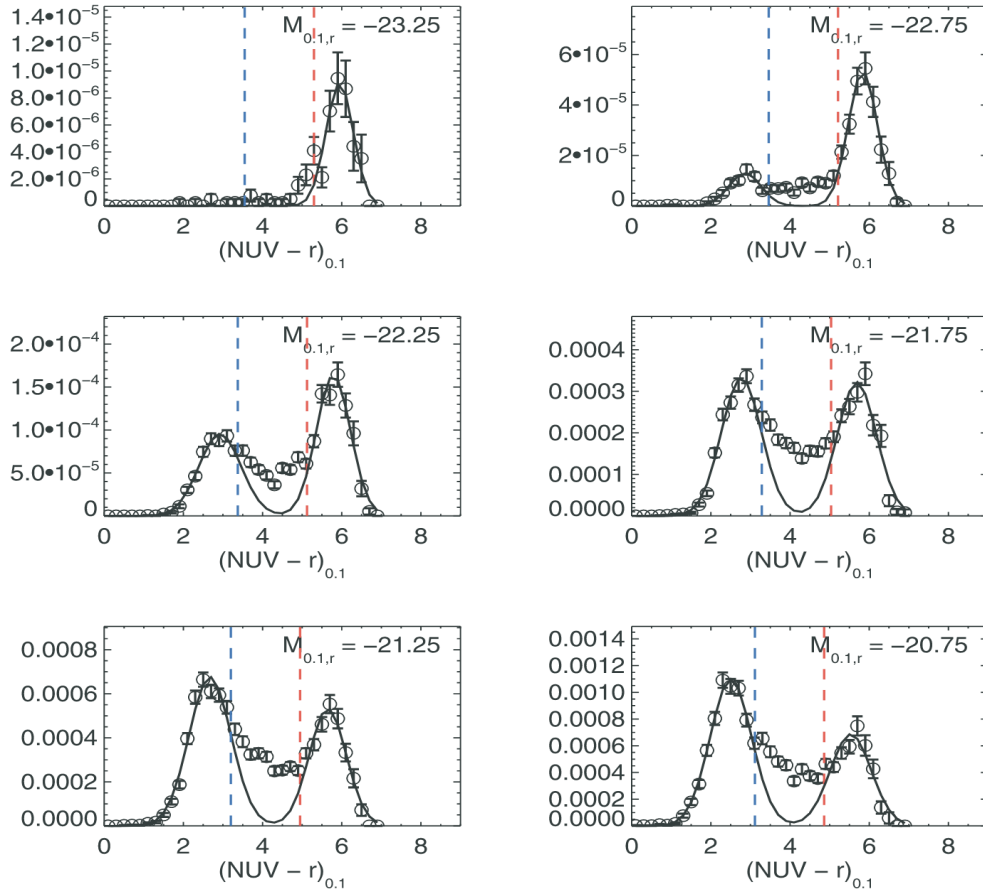 M0.1,r = −23.25
1.4•10-5
1.2•10-5
1.0•10-5
8.0•10-6
6.0•10-6
4.0•10-6
2.0•10-6
0
0 2 4 6 8
(NUV − r)0.1
M0.1,r = −22.75
6•10-5
4•10-5
2•10-5
0
0 2 4 6 8
(NUV − r)0.1
M0.1,r = −22.25
2.0•10-4
1.5•10-4
1.0•10-4
5.0•10-5
0
0 2 4 6 8
(NUV − r)0.1
M0.1,r = −21.75
0.0004
0.0003
0.0002
0.0001
0.0000
0 2 4 6 8
(NUV − r)0.1
M0.1,r = −21.25
0.0008
0.0006
0.0004
0.0002
0.0000
0 2 4 6 8
(NUV − r)0.1
M0.1,r = −20.75
0.0014
0.0012
0.0010
0.0008
0.0006
0.0004
0.0002
0.0000
0 2 4 6 8
(NUV − r)0.1